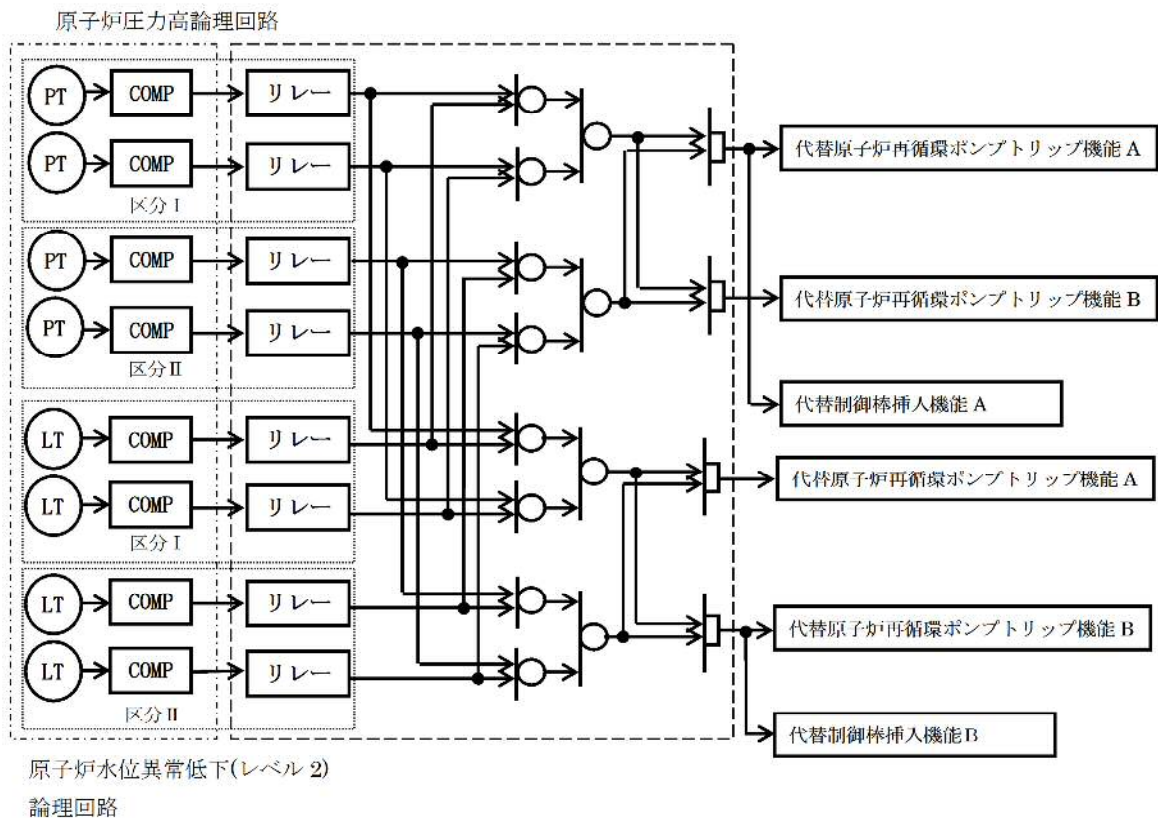 原子炉圧力高論理回路
PT COMP リレー
PT COMP リレー
区分Ⅰ
代替原子炉再循環ポンプトリップ機能 A
PT COMP リレー
PT COMP リレー
区分Ⅱ
代替原子炉再循環ポンプトリップ機能 B
代替制御棒挿入機能 A
LT COMP リレー
LT COMP リレー
区分Ⅰ
代替原子炉再循環ポンプトリップ機能 A
LT COMP リレー
LT COMP リレー
区分Ⅱ
代替原子炉再循環ポンプトリップ機能 B
代替制御棒挿入機能 B
原子炉水位異常低下(レベル 2)
論理回路